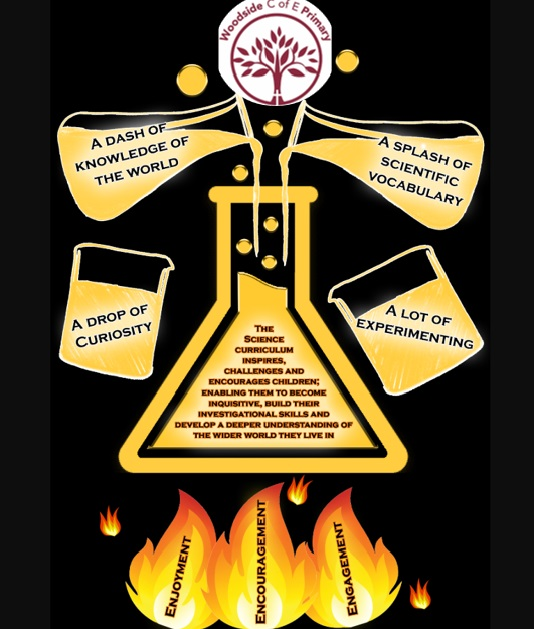 Woodside C of E Primary
A DASH OF
KNOWLEDGE OF
THE WORLD
A SPLASH OF
SCIENTIFIC
VOCABULARY
A DROP OF
CURIOSITY
A LOT OF
EXPERIMENTING
THE
SCIENCE
CURRICULUM
INSPIRES,
CHALLENGES AND
ENCOURAGES CHILDREN;
ENABLING THEM TO BECOME
INQUISITIVE, BUILD THEIR
INVESTIGATIONAL SKILLS AND
DEVELOP A DEEPER UNDERSTANDING OF
THE WIDER WORLD THEY LIVE IN
ENJOYMENT
ENCOURAGEMENT
ENGAGEMENT